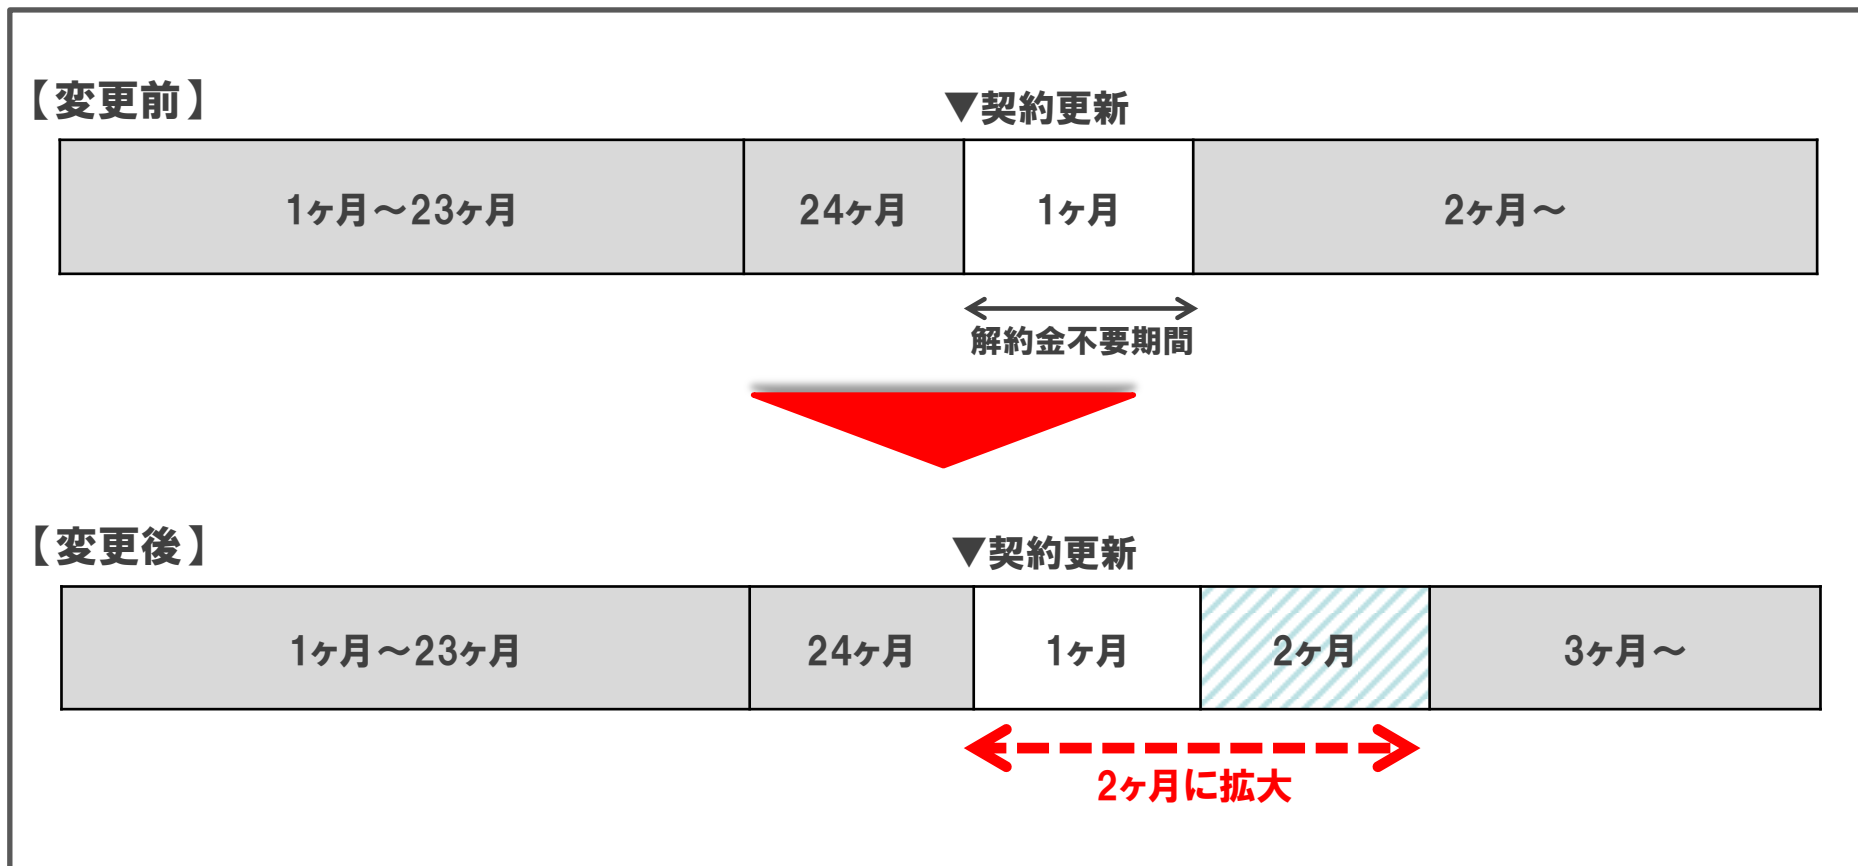 【変更前】
▼契約更新
1ヶ月～23ヶ月 24ヶ月 1ヶ月 2ヶ月～
解約金不要期間
【変更後】
▼契約更新
1ヶ月～23ヶ月 24ヶ月 1ヶ月 2ヶ月 3ヶ月～
2ヶ月に拡大